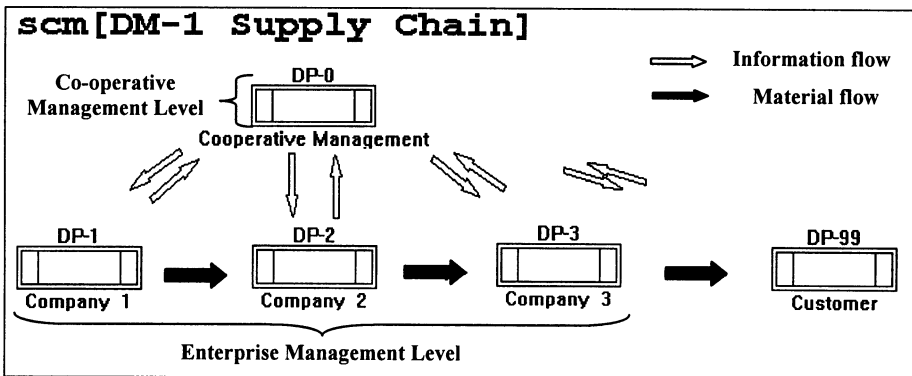 scm[DM-1 Supply Chain]
DP-0
Co-operative
Management Level
Cooperative Management
Information flow
Material flow
DP-1
Company 1
DP-2
Company 2
DP-3
Company 3
DP-99
Customer
Enterprise Management Level